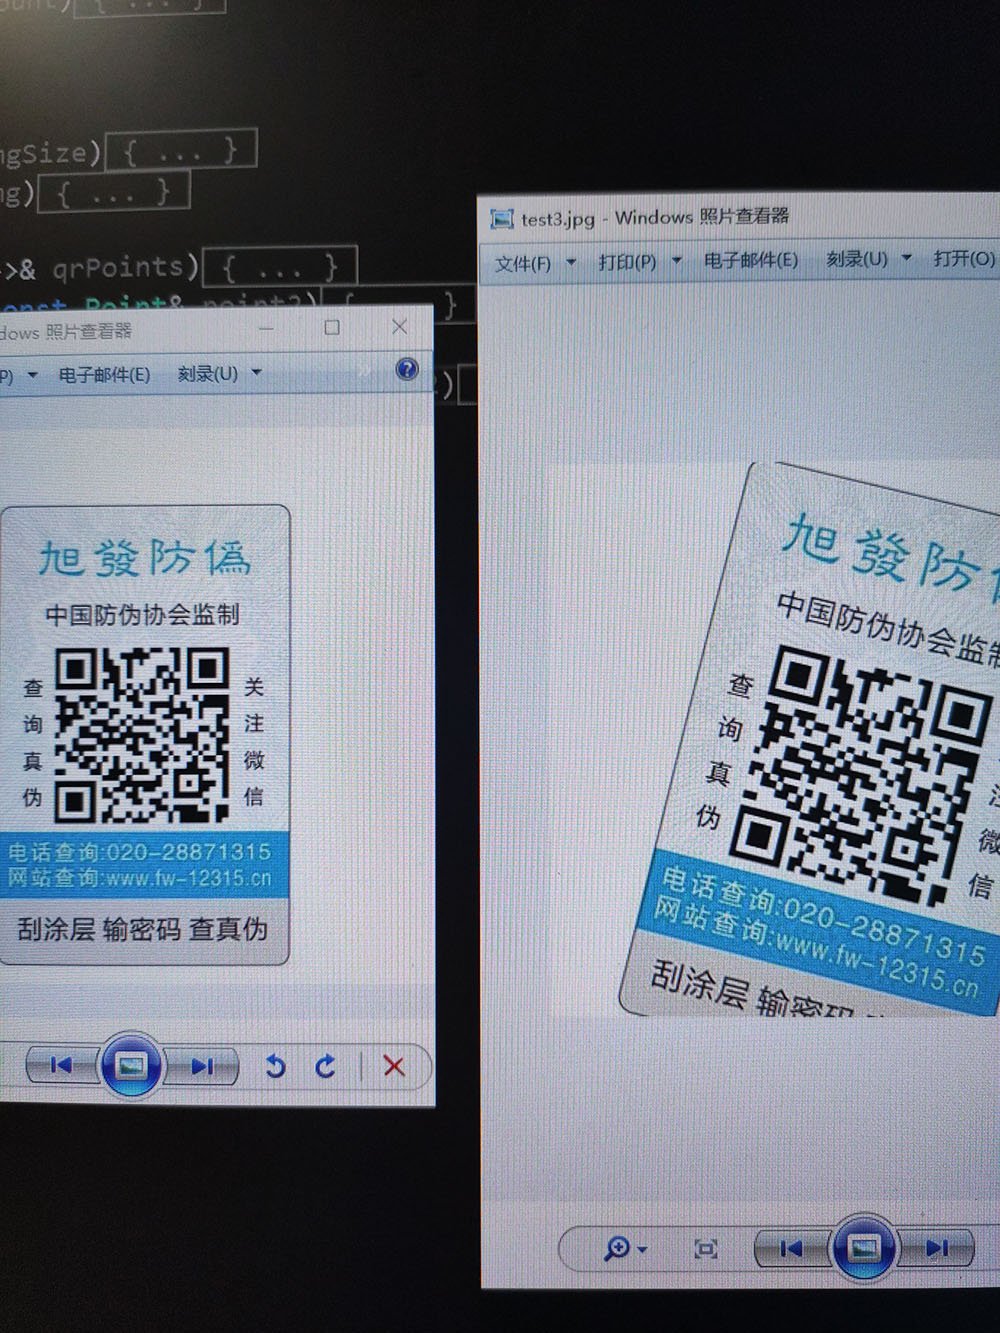 ngSize) { ... }
ng) { ... }
>& qrPoints) { ... }
const Point& point2) { ... }
dows 照片查看器
P) 电子邮件(E) 刻录(U)
旭發防偽
中国防伪协会监制
查询真伪
关注微信
电话查询:020-28871315
网站查询:www.fw-12315.cn
刮涂层 输密码 查真伪
test3.jpg - Windows 照片查看器
文件(F) 打印(P) 电子邮件(E) 刻录(U) 打开(O)
旭發防
中国防伪协会监制
查询真伪
注微信
电话查询:020-28871315
网站查询:www.fw-12315.cn
刮涂层 输密码